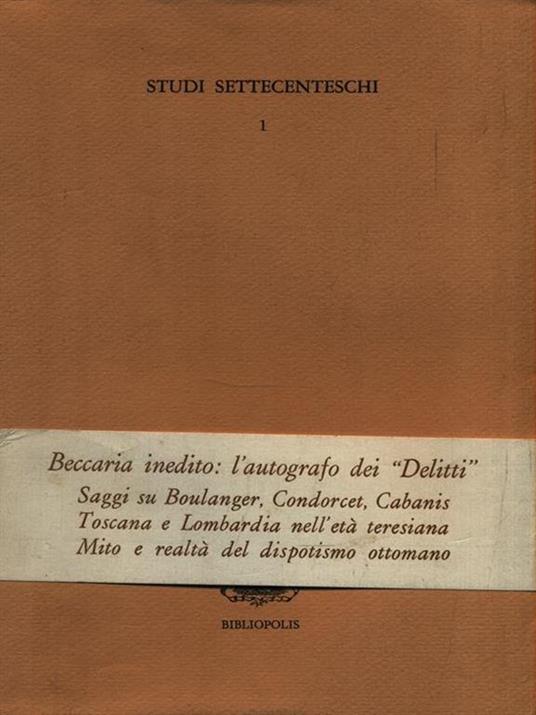 STUDI SETTECENTESCHI
1
Beccaria inedito: l'autografo dei “Delitti”
Saggi su Boulanger, Condorcet, Cabanis
Toscana e Lombardia nell'età teresiana
Mito e realtà del dispotismo ottomano
BIBLIOPOLIS